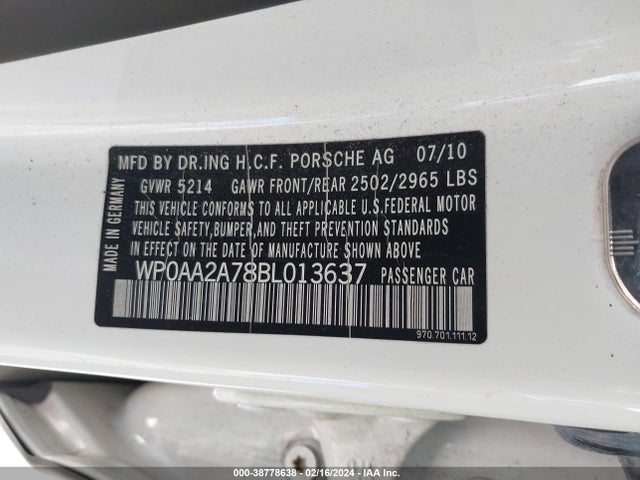 MFD BY DR.ING H.C.F. PORSCHE AG 07/10
GVWR 5214 GAWR FRONT/REAR 2502/2965 LBS
THIS VEHICLE CONFORMS TO ALL APPLICABLE U.S.FEDERAL MOTOR
VEHICLE SAFETY,BUMPER,AND THEFT PREVENTION STANDARDS
IN EFFECT ON THE DATE OF MANUFACTURE SHOWN ABOVE.
MADE IN GERMANY
WP0AA2A78BL013637 PASSENGER CAR
970.701.111.12
000-38778638 - 02/16/2024 - IAA Inc.